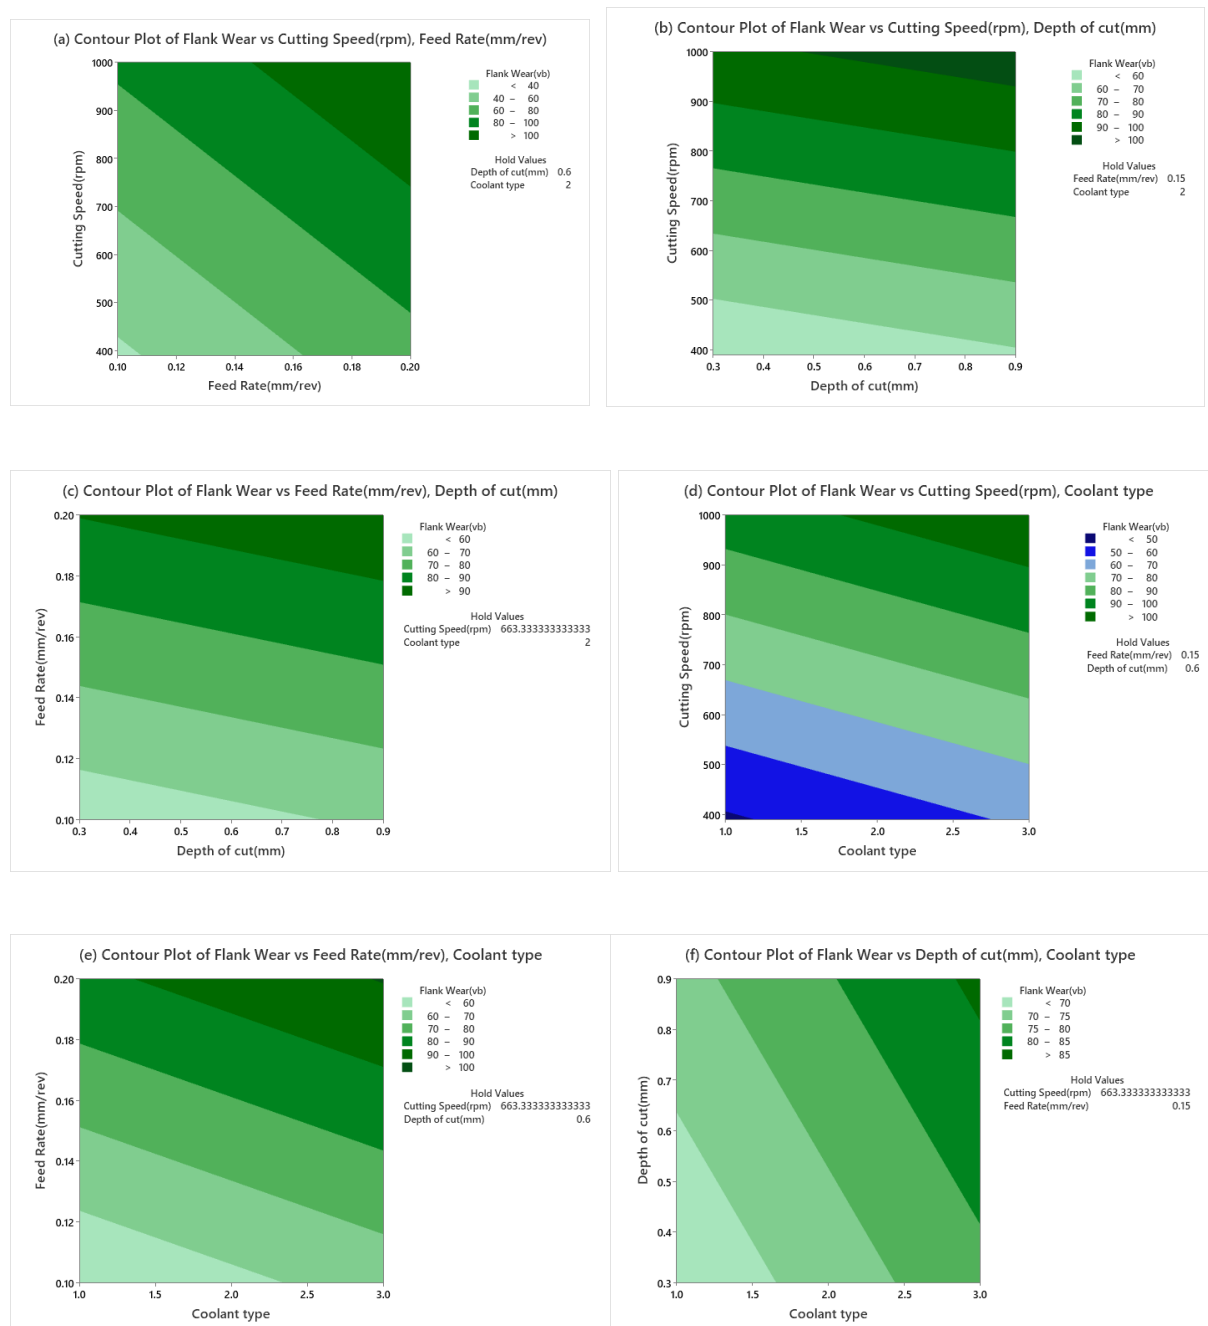 (a) Contour Plot of Flank Wear vs Cutting Speed(rpm), Feed Rate(mm/rev)
1000
900
800
700
600
500
400
Cutting Speed(rpm)
0.10 0.12 0.14 0.16 0.18 0.20
Feed Rate(mm/rev)
Flank Wear(vb)
< 40
40 – 60
60 – 80
80 – 100
> 100
Hold Values
Depth of cut(mm) 0.6
Coolant type 2
(b) Contour Plot of Flank Wear vs Cutting Speed(rpm), Depth of cut(mm)
1000
900
800
700
600
500
400
Cutting Speed(rpm)
0.3 0.4 0.5 0.6 0.7 0.8 0.9
Depth of cut(mm)
Flank Wear(vb)
< 60
60 – 70
70 – 80
80 – 90
90 – 100
> 100
Hold Values
Feed Rate(mm/rev) 0.15
Coolant type 2
(c) Contour Plot of Flank Wear vs Feed Rate(mm/rev), Depth of cut(mm)
0.20
0.18
0.16
0.14
0.12
0.10
Feed Rate(mm/rev)
0.3 0.4 0.5 0.6 0.7 0.8 0.9
Depth of cut(mm)
Flank Wear(vb)
< 60
60 – 70
70 – 80
80 – 90
> 90
Hold Values
Cutting Speed(rpm) 663.333333333333
Coolant type 2
(d) Contour Plot of Flank Wear vs Cutting Speed(rpm), Coolant type
1000
900
800
700
600
500
400
Cutting Speed(rpm)
1.0 1.5 2.0 2.5 3.0
Coolant type
Flank Wear(vb)
< 50
50 – 60
60 – 70
70 – 80
80 – 90
90 – 100
> 100
Hold Values
Feed Rate(mm/rev) 0.15
Depth of cut(mm) 0.6
(e) Contour Plot of Flank Wear vs Feed Rate(mm/rev), Coolant type
0.20
0.18
0.16
0.14
0.12
0.10
Feed Rate(mm/rev)
1.0 1.5 2.0 2.5 3.0
Coolant type
Flank Wear(vb)
< 60
60 – 70
70 – 80
80 – 90
90 – 100
> 100
Hold Values
Cutting Speed(rpm) 663.333333333333
Depth of cut(mm) 0.6
(f) Contour Plot of Flank Wear vs Depth of cut(mm), Coolant type
0.9
0.8
0.7
0.6
0.5
0.4
0.3
Depth of cut(mm)
1.0 1.5 2.0 2.5 3.0
Coolant type
Flank Wear(vb)
< 70
70 – 75
75 – 80
80 – 85
> 85
Hold Values
Cutting Speed(rpm) 663.333333333333
Feed Rate(mm/rev) 0.15